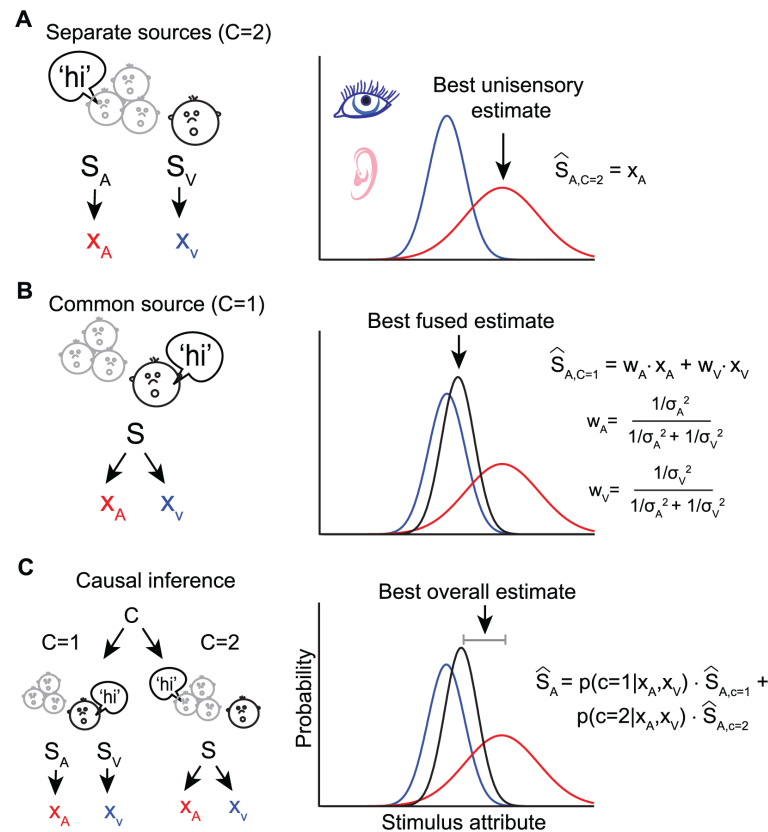 A
Separate sources (C=2)
‘hi’
S_A S_V
x_A x_v
Best unisensory
estimate
Ŝ_A,C=2 = x_A
B
Common source (C=1)
‘hi’
S
x_A x_v
Best fused estimate
Ŝ_A,C=1 = w_A· x_A + w_V· x_V
w_A= 1/σ_A² / 1/σ_A² + 1/σ_V²
w_V= 1/σ_V² / 1/σ_A² + 1/σ_V²
C
Causal inference
C
C=1 C=2
‘hi’ ‘hi’
S_A S_V S
x_A x_v x_A x_v
Best overall estimate
Probability
Stimulus attribute
Ŝ_A = p(c=1|x_A,x_V) · Ŝ_A,c=1 +
p(c=2|x_A,x_V) · Ŝ_A,c=2